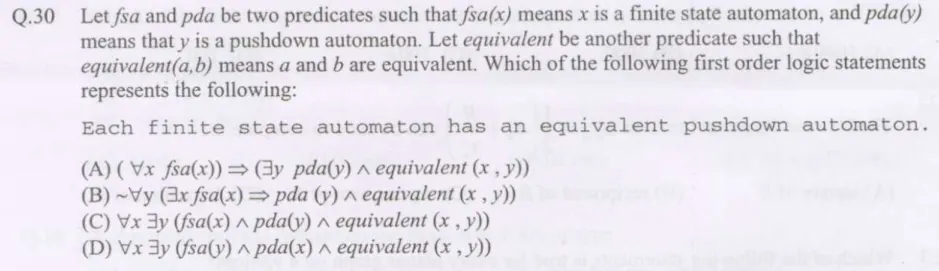 Q.30 Let fsa and pda be two predicates such that fsa(x) means x is a finite state automaton, and pda(y)
means that y is a pushdown automaton. Let equivalent be another predicate such that
equivalent(a,b) means a and b are equivalent. Which of the following first order logic statements
represents the following:
Each finite state automaton has an equivalent pushdown automaton.
(A) ( ∀x fsa(x)) ⇒ (∃y pda(y) ∧ equivalent (x , y))
(B) ~∀y (∃x fsa(x) ⇒ pda (y) ∧ equivalent (x , y))
(C) ∀x ∃y (fsa(x) ∧ pda(y) ∧ equivalent (x , y))
(D) ∀x ∃y (fsa(y) ∧ pda(x) ∧ equivalent (x , y))